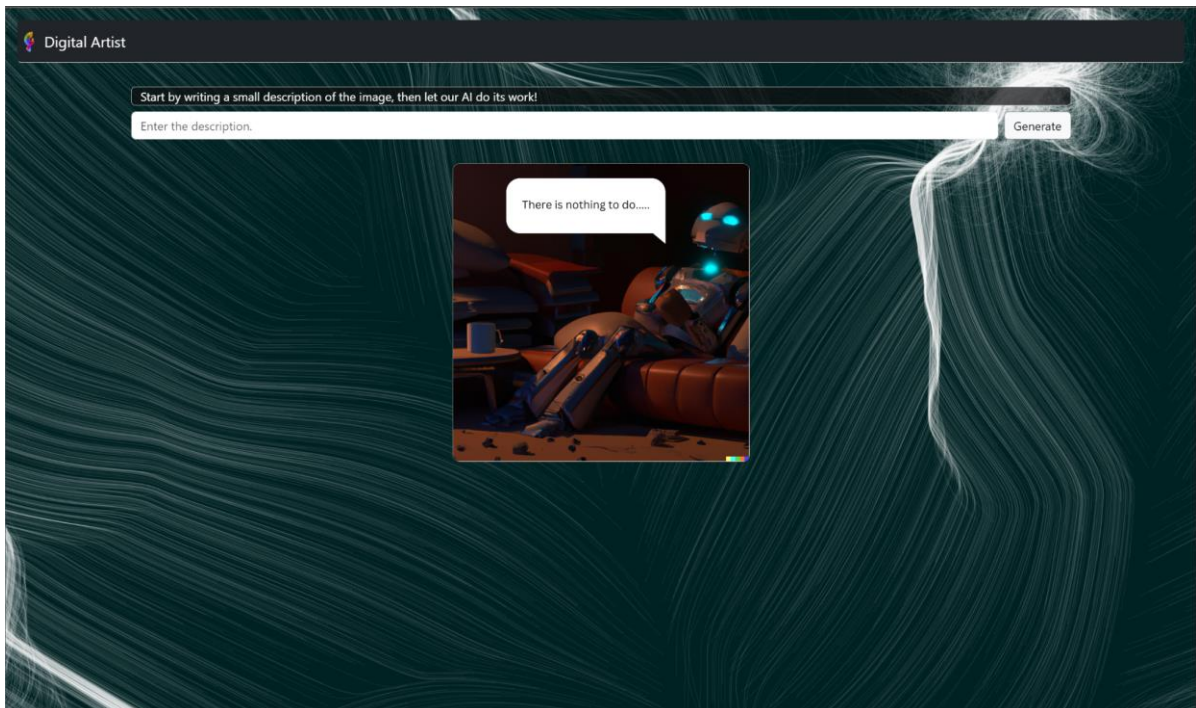 Digital Artist
Start by writing a small description of the image, then let our AI do its work!
Enter the description.
Generate
There is nothing to do.....